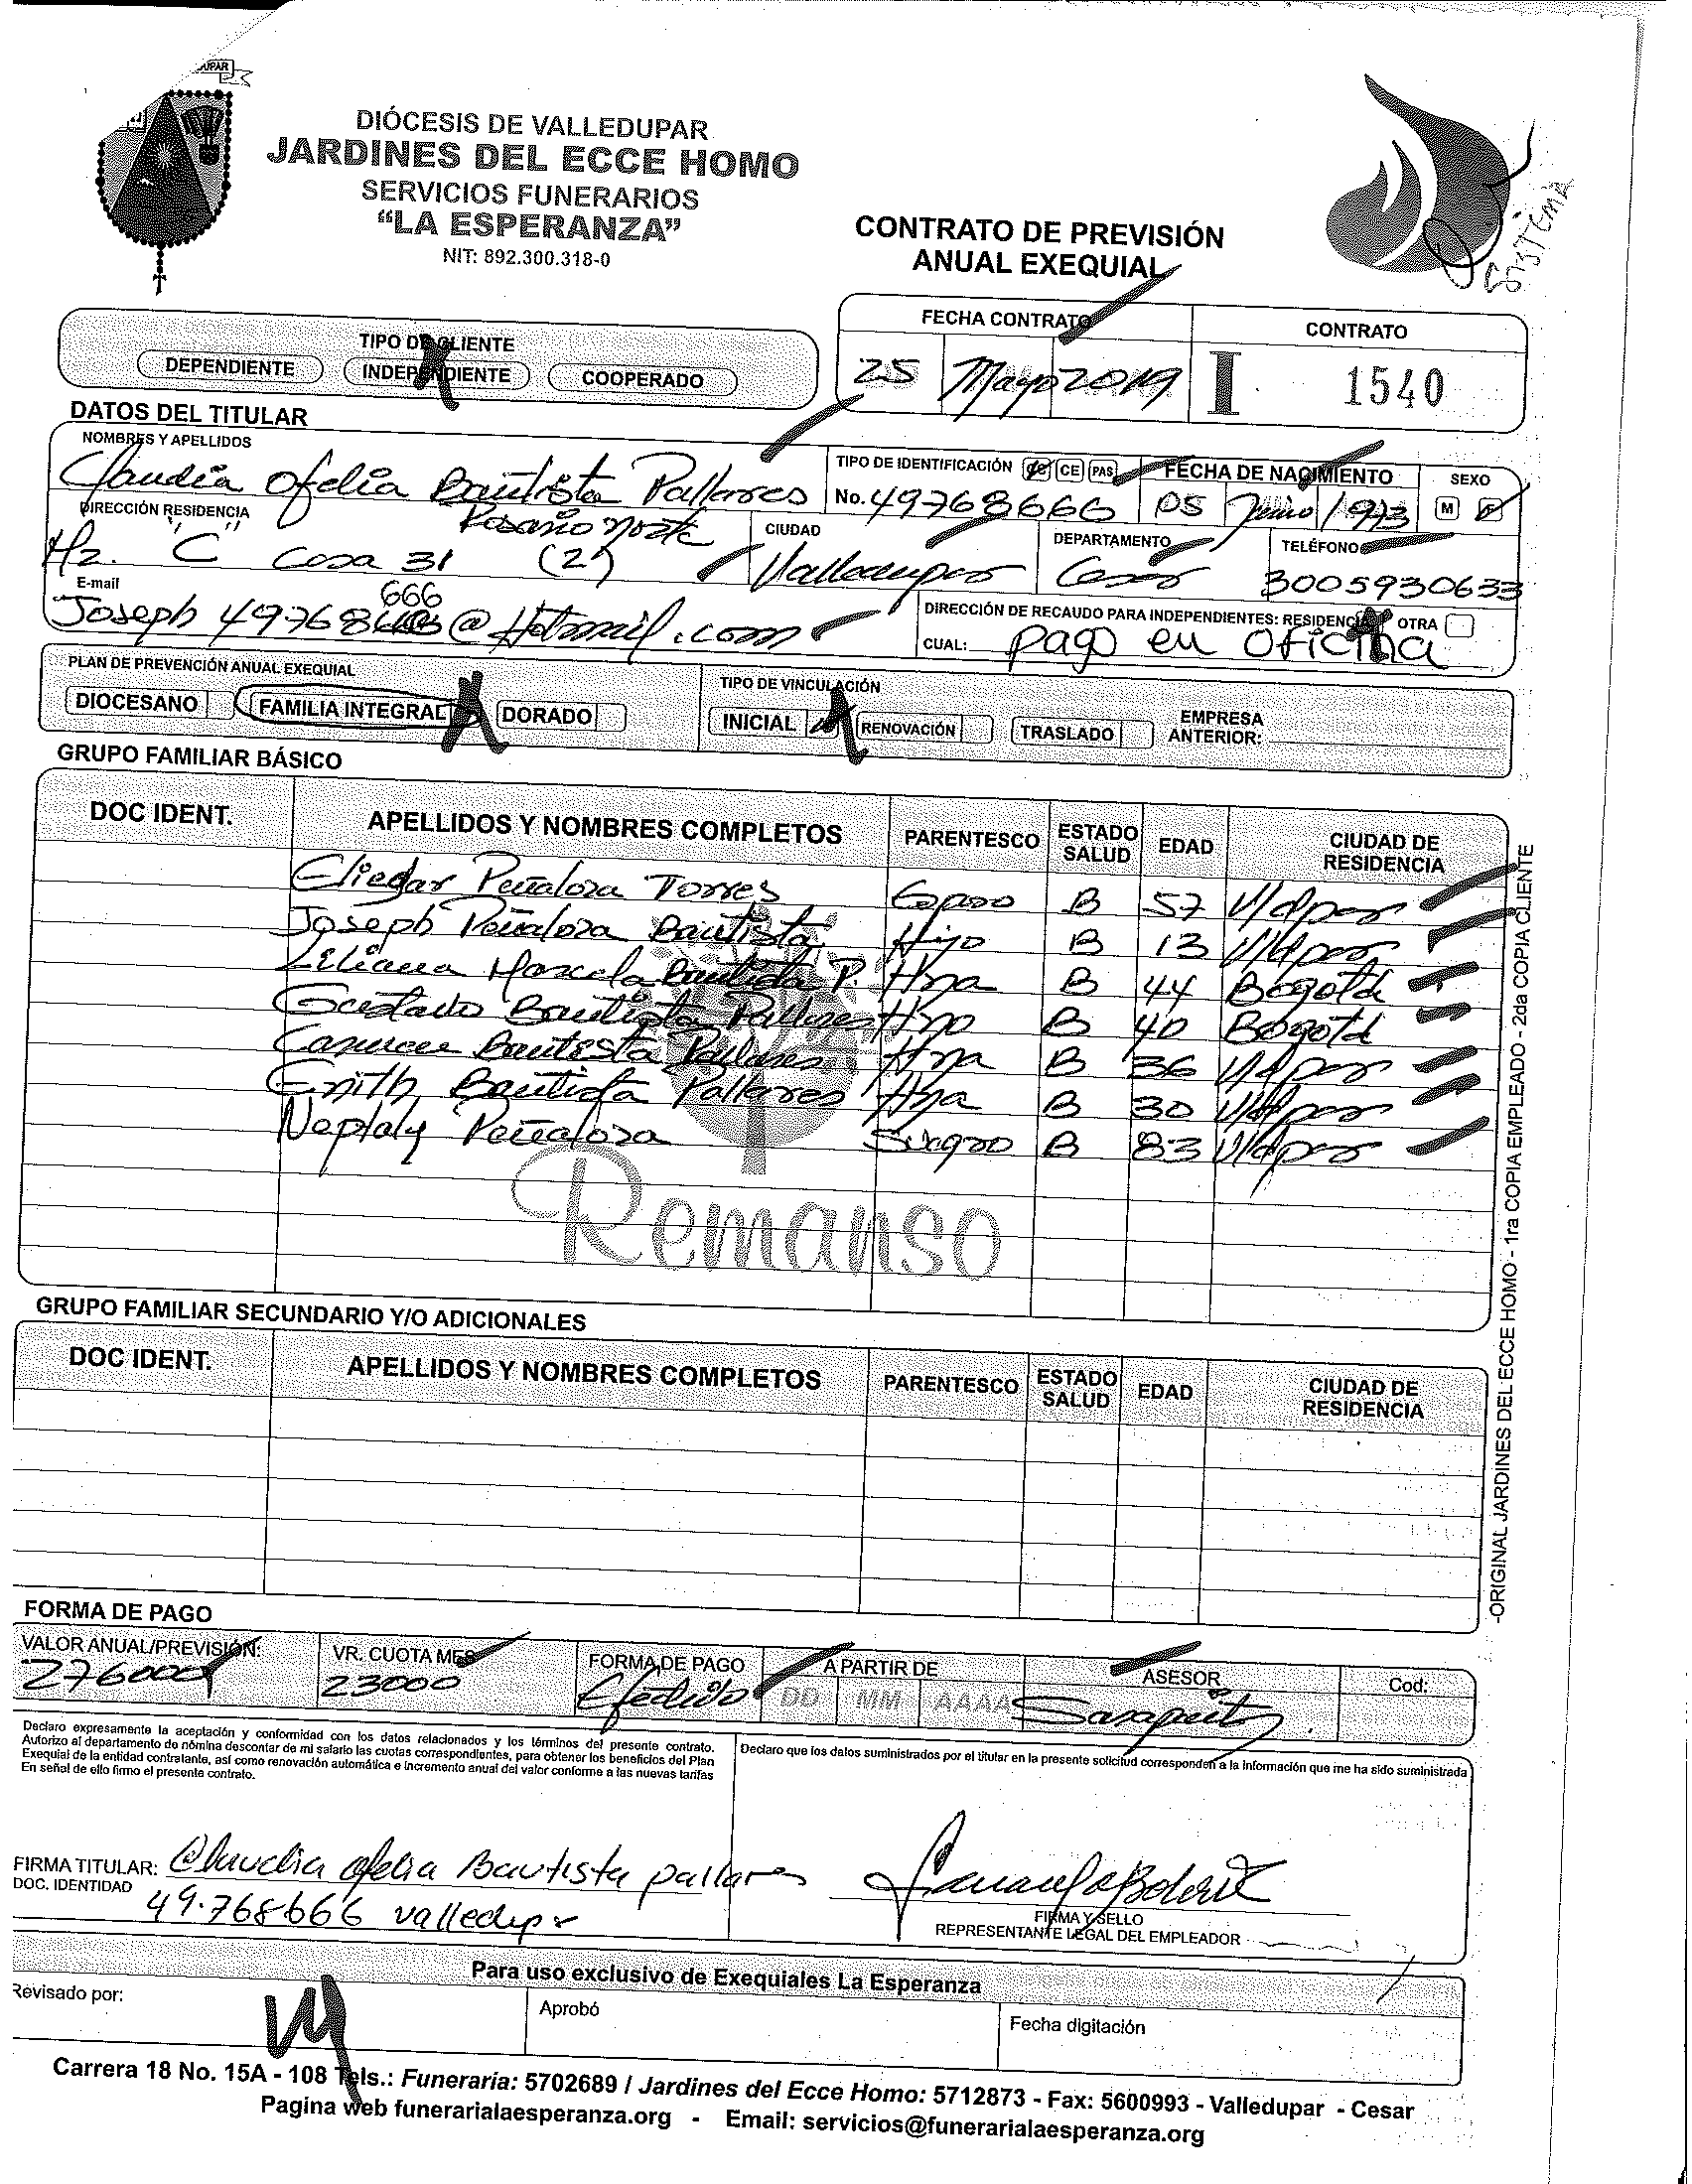 DIÓCESIS DE VALLEDUPAR
JARDINES DEL ECCE HOMO
SERVICIOS FUNERARIOS
“LA ESPERANZA”
NIT: 892.300.318-0
CONTRATO DE PREVISIÓN
ANUAL EXEQUIAL
SISTEMA
TIPO DE CLIENTE
DEPENDIENTE INDEPENDIENTE COOPERADO
FECHA CONTRATO CONTRATO
25 Mayo 2019 I 1540
DATOS DEL TITULAR
NOMBRES Y APELLIDOS TIPO DE IDENTIFICACIÓN CE PAS FECHA DE NACIMIENTO SEXO
Claudia Ofelia Bautista Pallares No. 49768666 05 Junio 1973 M F
DIRECCIÓN RESIDENCIA Rosario norte CIUDAD DEPARTAMENTO TELÉFONO
Mz. "C" Casa 31 (2) Valledupar Cesar 3005930633
E-mail 666 DIRECCIÓN DE RECAUDO PARA INDEPENDIENTES: RESIDENCIA OTRA
Joseph 49768 @Hotmail.com CUAL: pago en oficina
PLAN DE PREVENCIÓN ANUAL EXEQUIAL TIPO DE VINCULACIÓN
DIOCESANO FAMILIA INTEGRAL DORADO INICIAL RENOVACIÓN TRASLADO EMPRESA ANTERIOR:
GRUPO FAMILIAR BÁSICO
DOC IDENT. APELLIDOS Y NOMBRES COMPLETOS PARENTESCO ESTADO SALUD EDAD CIUDAD DE RESIDENCIA
Eliegar Peñaloza Torres Esposo B 57 V/dpar
Joseph Peñaloza Bautista Hijo B 13 V/dpar
Liliana Marcela Bautista P. Hna B 44 Bogotá
Gustavo Bautista Pallares Hno B 40 Bogotá
Bautista Pallares Hna B 36 V/dpar
Enith Bautista Pallares Hna B 30 V/dpar
Neptaly Peñaloza Suegro B 83 V/dpar
Remanso
GRUPO FAMILIAR SECUNDARIO Y/O ADICIONALES
DOC IDENT. APELLIDOS Y NOMBRES COMPLETOS PARENTESCO ESTADO SALUD EDAD CIUDAD DE RESIDENCIA
-ORIGINAL JARDINES DEL ECCE HOMO - 1ra COPIA EMPLEADO - 2da COPIA CLIENTE
FORMA DE PAGO
VALOR ANUAL/PREVISIÓN: VR. CUOTA MES FORMA DE PAGO A PARTIR DE ASESOR Cod:
276000 23000 Efectivo DD MM AAAA
Declaro expresamente la aceptación y conformidad con los datos relacionados y los términos del presente contrato.
Autorizo al departamento de nómina descontar de mi salario las cuotas correspondientes, para obtener los beneficios del Plan
Exequial de la entidad contratante, así como renovación automática e incremento anual del valor conforme a las nuevas tarifas
En señal de ello firmo el presente contrato.
Declaro que los datos suministrados por el titular en la presente solicitud corresponden a la información que me ha sido suministrada
FIRMA TITULAR: Claudia Ofelia Bautista pallares
DOC. IDENTIDAD
49.768666 valledupar
FIRMA Y SELLO
REPRESENTANTE LEGAL DEL EMPLEADOR
Para uso exclusivo de Exequiales La Esperanza
Revisado por: Aprobó Fecha digitación
Carrera 18 No. 15A - 108 Tels.: Funeraria: 5702689 / Jardines del Ecce Homo: 5712873 - Fax: 5600993 - Valledupar - Cesar
Pagina web funerarialaesperanza.org - Email: servicios@funerarialaesperanza.org